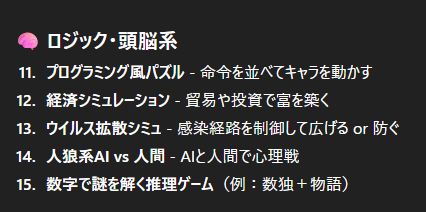 🧠 ロジック・頭脳系
11. プログラミング風パズル - 命令を並べてキャラを動かす
12. 経済シミュレーション - 貿易や投資で富を築く
13. ウイルス拡散シミュ - 感染経路を制御して広げる or 防ぐ
14. 人狼系AI vs 人間 - AIと人間で心理戦
15. 数字で謎を解く推理ゲーム（例：数独＋物語）